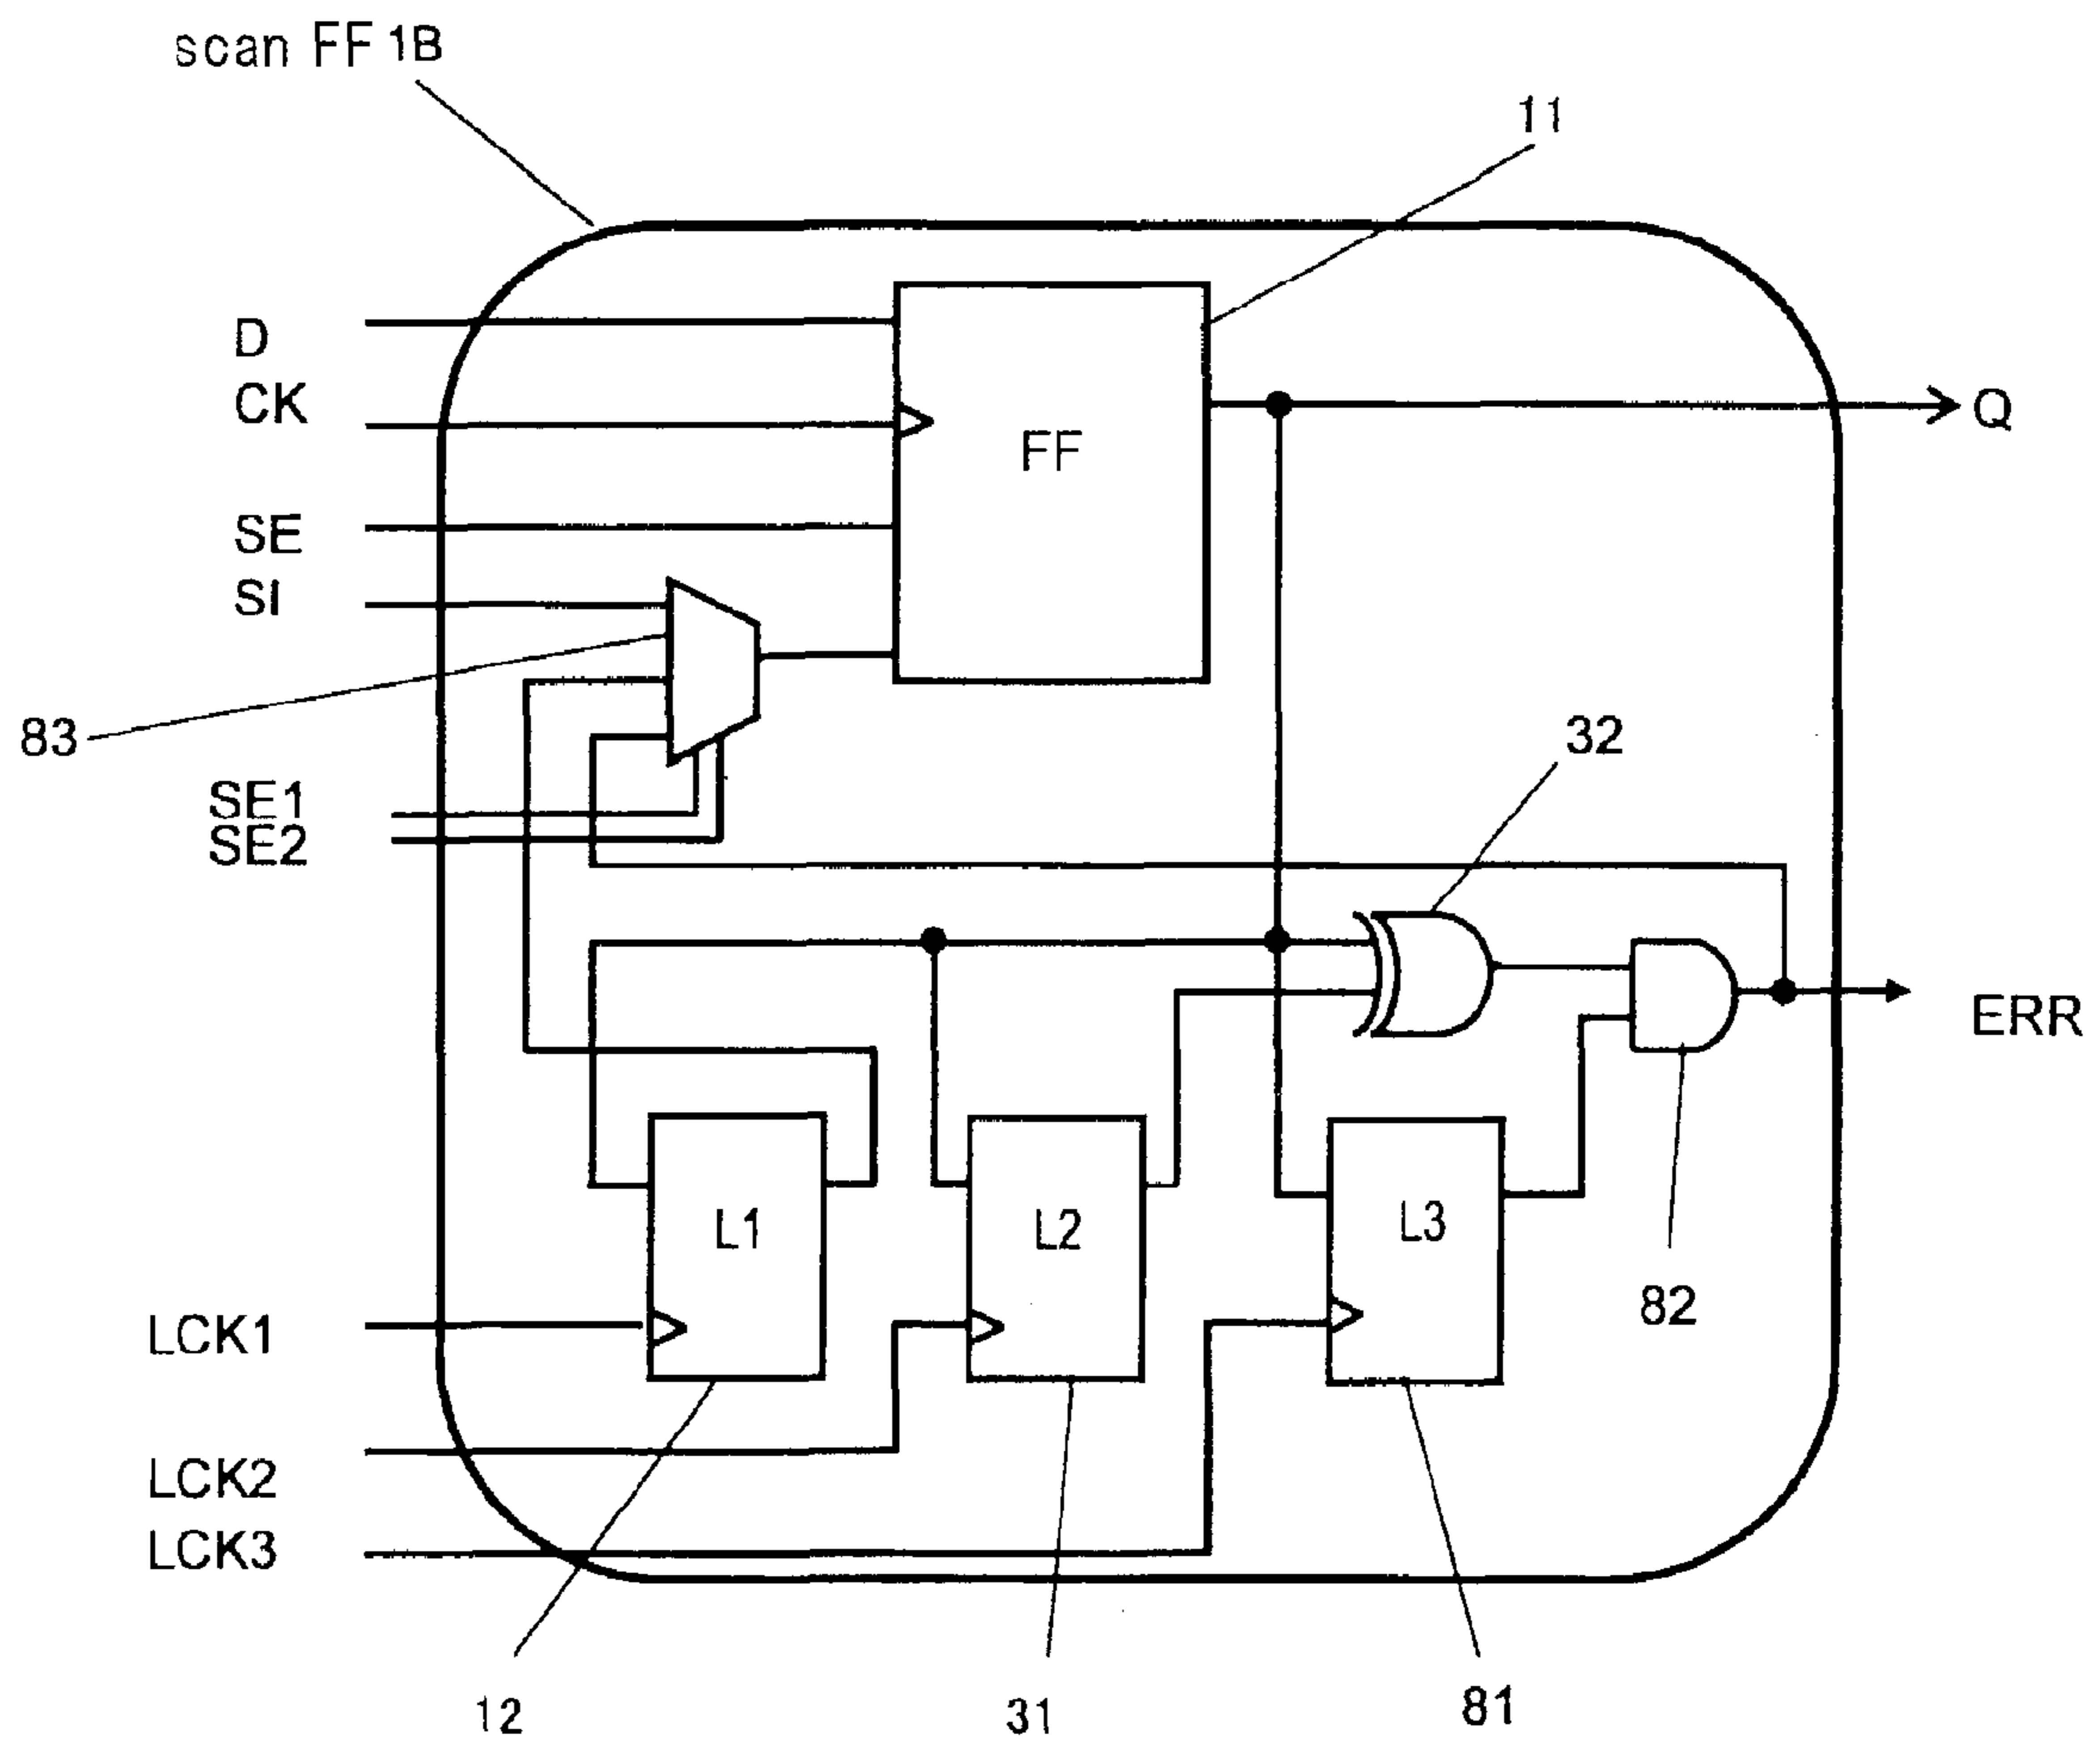 scan FF 1B
11
D
CK
FF
Q
SE
SI
83
32
SE1
SE2
ERR
L1
L2
L3
82
LCK1
LCK2
LCK3
12
31
81